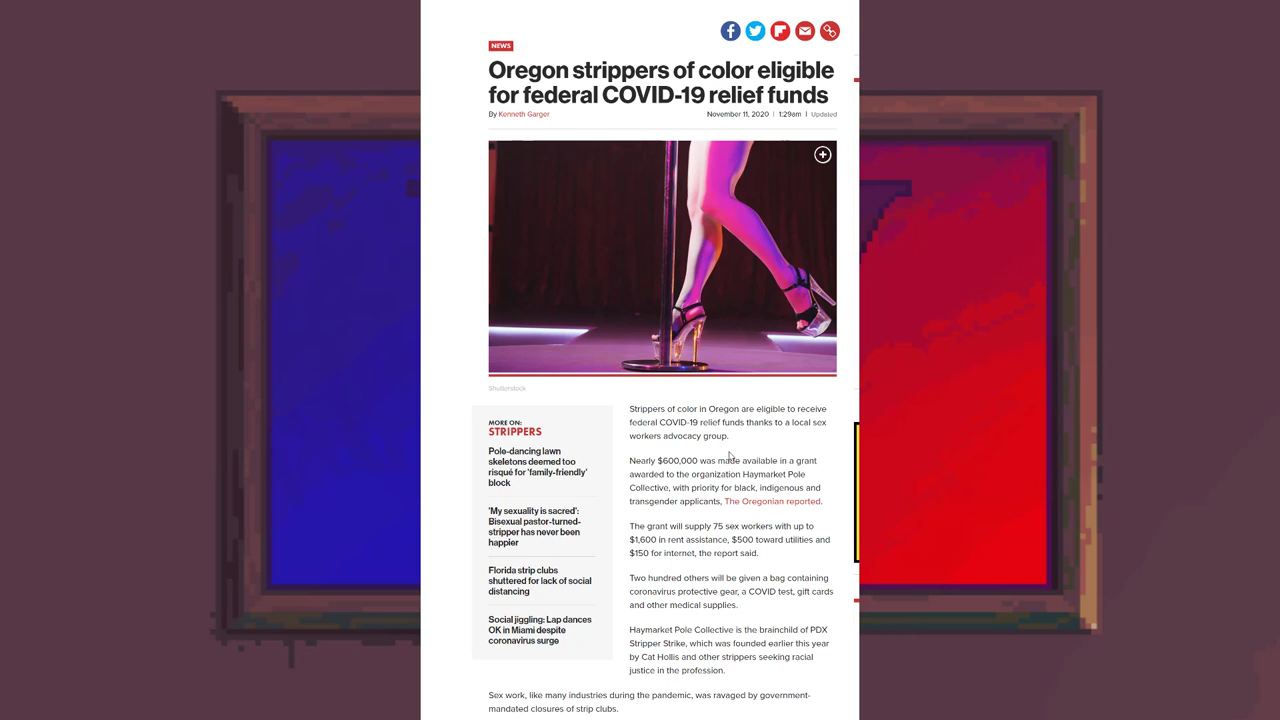 NEWS
Oregon strippers of color eligible
for federal COVID-19 relief funds
By Kenneth Garger
November 11, 2020 | 1:29am | Updated
Shutterstock
MORE ON:
STRIPPERS
Pole-dancing lawn
skeletons deemed too
risqué for 'family-friendly'
block
'My sexuality is sacred':
Bisexual pastor-turned-
stripper has never been
happier
Florida strip clubs
shuttered for lack of social
distancing
Social jiggling: Lap dances
OK in Miami despite
coronavirus surge
Strippers of color in Oregon are eligible to receive
federal COVID-19 relief funds thanks to a local sex
workers advocacy group.
Nearly $600,000 was made available in a grant
awarded to the organization Haymarket Pole
Collective, with priority for black, indigenous and
transgender applicants, The Oregonian reported.
The grant will supply 75 sex workers with up to
$1,600 in rent assistance, $500 toward utilities and
$150 for internet, the report said.
Two hundred others will be given a bag containing
coronavirus protective gear, a COVID test, gift cards
and other medical supplies.
Haymarket Pole Collective is the brainchild of PDX
Stripper Strike, which was founded earlier this year
by Cat Hollis and other strippers seeking racial
justice in the profession.
Sex work, like many industries during the pandemic, was ravaged by government-
mandated closures of strip clubs.